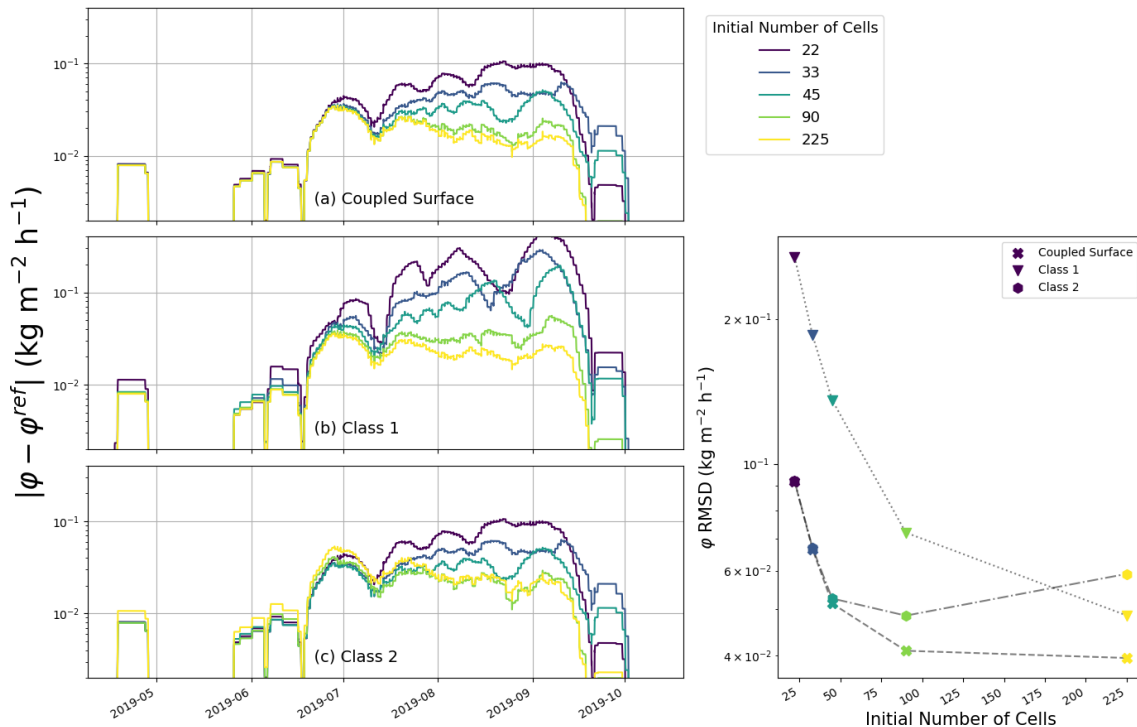 |φ − φ^ref| (kg m⁻² h⁻¹)
10⁻¹
10⁻²
(a) Coupled Surface
10⁻¹
10⁻²
(b) Class 1
10⁻¹
10⁻²
(c) Class 2
2019-05
2019-06
2019-07
2019-08
2019-09
2019-10
Initial Number of Cells
22
33
45
90
225
Coupled Surface
Class 1
Class 2
φ RMSD (kg m⁻² h⁻¹)
2 × 10⁻¹
10⁻¹
6 × 10⁻²
4 × 10⁻²
25
50
75
100
125
150
175
200
225
Initial Number of Cells